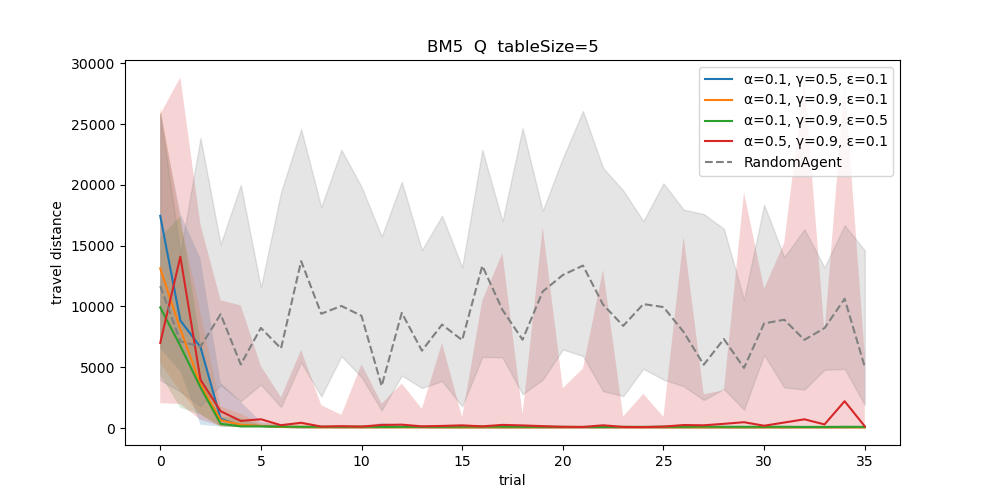 BM5 Q tableSize=5
travel distance
30000
25000
20000
15000
10000
5000
0
α=0.1, γ=0.5, ε=0.1
α=0.1, γ=0.9, ε=0.1
α=0.1, γ=0.9, ε=0.5
α=0.5, γ=0.9, ε=0.1
RandomAgent
0 5 10 15 20 25 30 35
trial